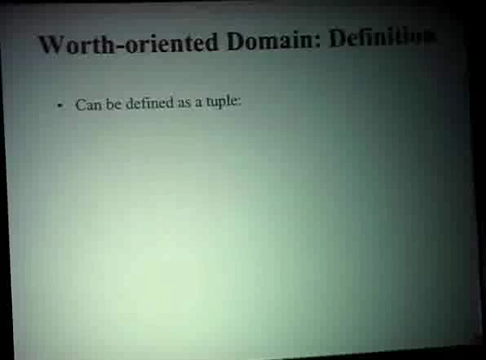 Worth-oriented Domain: Definition
• Can be defined as a tuple: